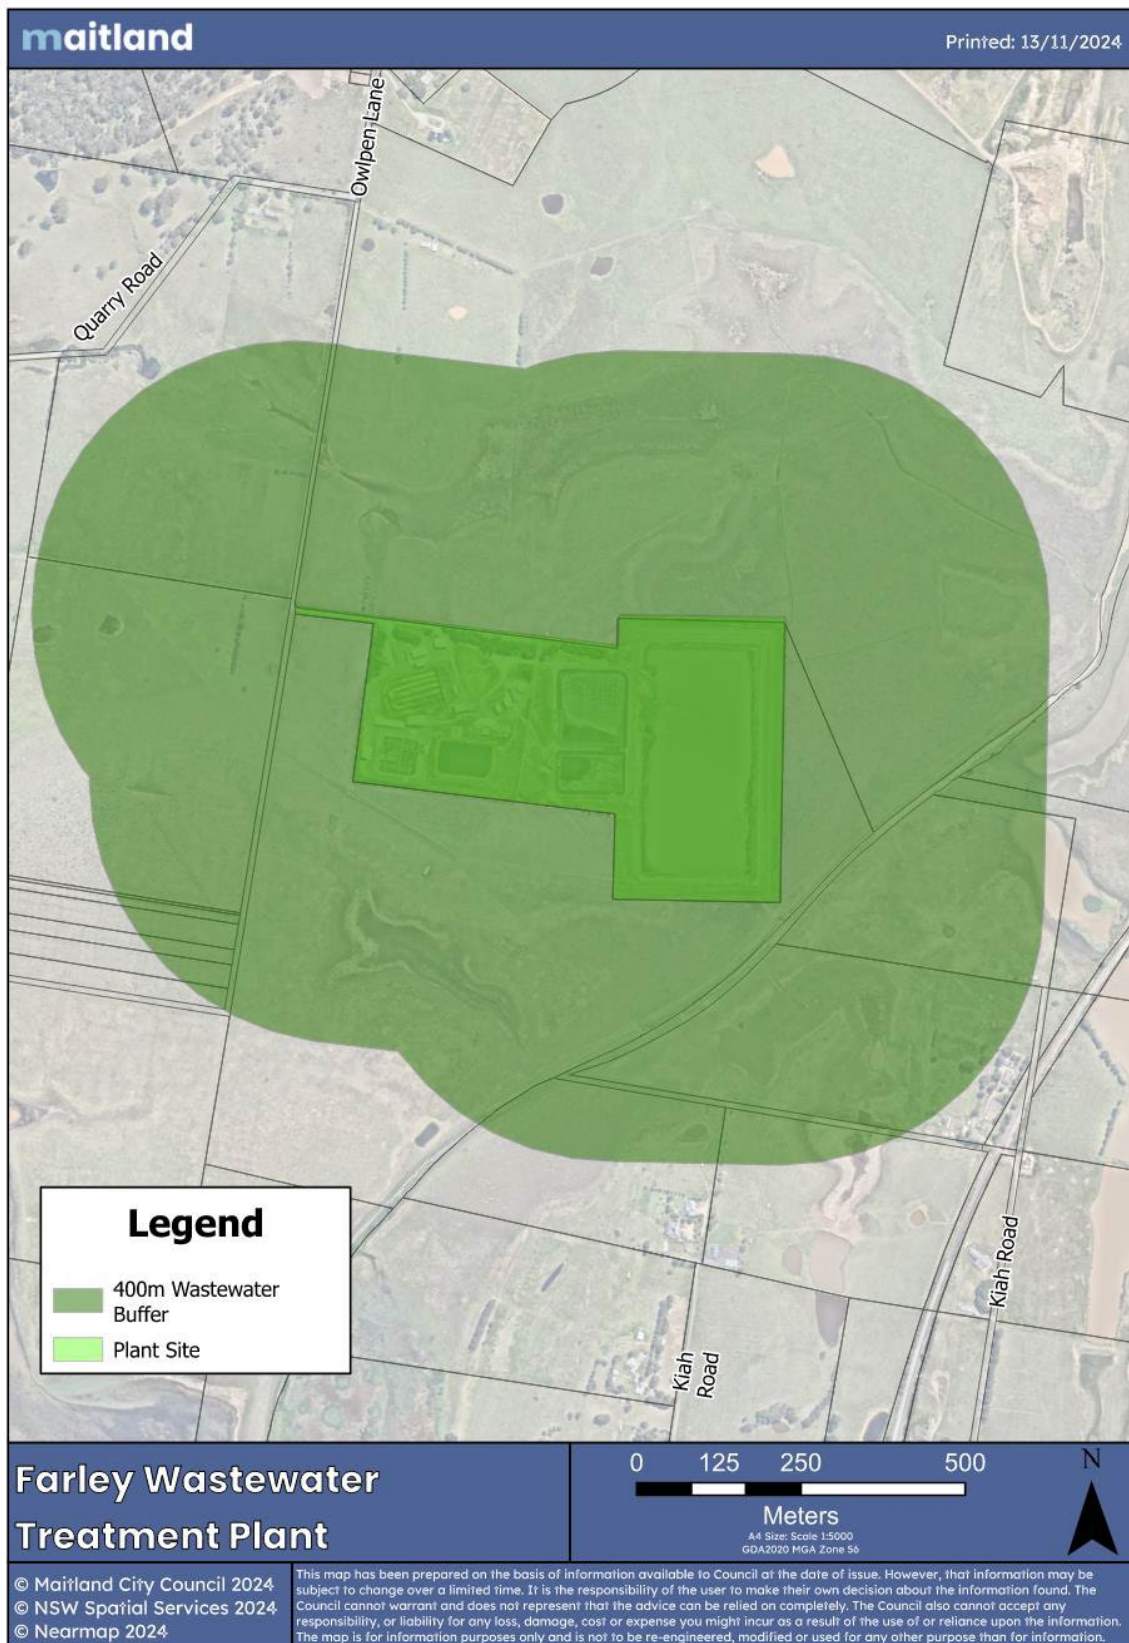 maitland
Printed: 13/11/2024
Owlpen Lane
Quarry Road
Kiah Road
Kiah
Road
Legend
400m Wastewater
Buffer
Plant Site
Farley Wastewater
Treatment Plant
0 125 250 500
Meters
A4 Size: Scale 1:5000
GDA2020 MGA Zone 56
N
© Maitland City Council 2024
© NSW Spatial Services 2024
© Nearmap 2024
This map has been prepared on the basis of information available to Council at the date of issue. However, that information may be
subject to change over a limited time. It is the responsibility of the user to make their own decision about the information found. The
Council cannot warrant and does not represent that the advice can be relied on completely. The Council also cannot accept any
responsibility, or liability for any loss, damage, cost or expense you might incur as a result of the use of or reliance upon the information.
The map is for information purposes only and is not to be re-engineered, modified or used for any other purpose than for information.